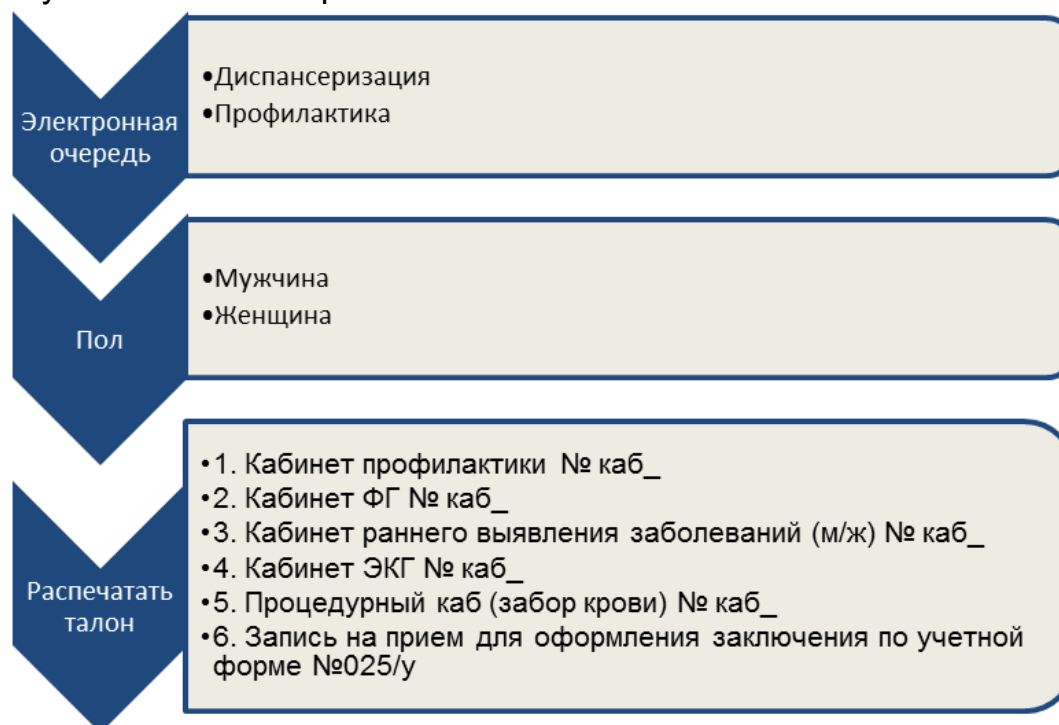 Электронная
очередь
•Диспансеризация
•Профилактика
Пол
•Мужчина
•Женщина
Распечатать
талон
•1. Кабинет профилактики № каб_
•2. Кабинет ФГ № каб_
•3. Кабинет раннего выявления заболеваний (м/ж) № каб_
•4. Кабинет ЭКГ № каб_
•5. Процедурный каб (забор крови) № каб_
•6. Запись на прием для оформления заключения по учетной
форме №025/у